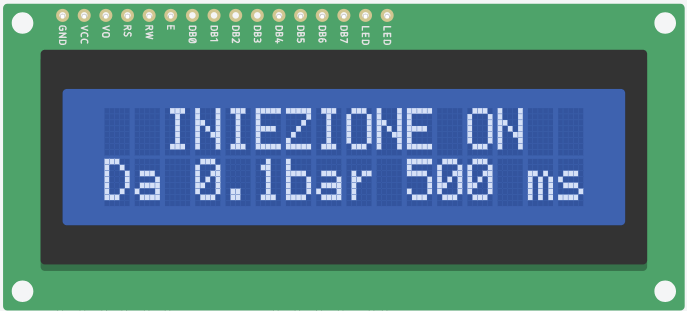 GND VCC VO RS RW E DB0 DB1 DB2 DB3 DB4 DB5 DB6 DB7 LED LED
INIEZIONE ON
Da 0.1bar 500 ms